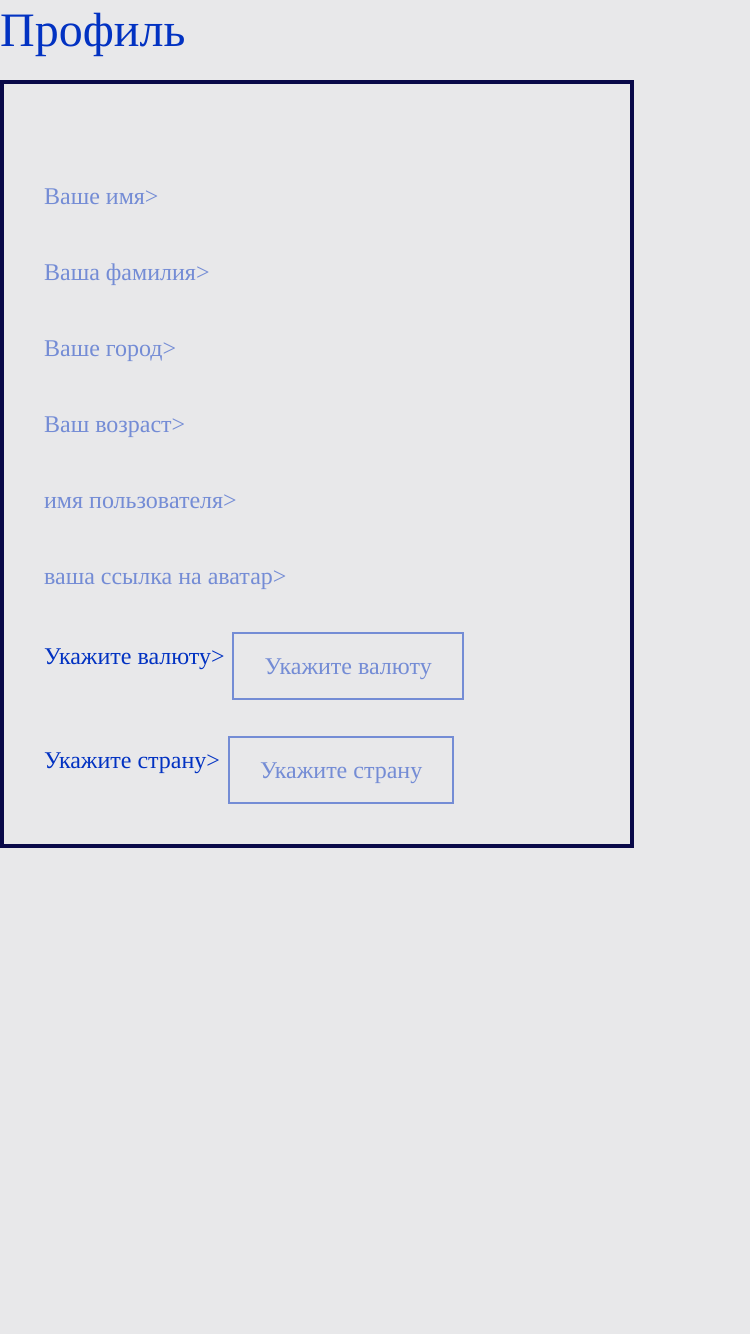 Профиль
Ваше имя>
Ваша фамилия>
Ваше город>
Ваш возраст>
имя пользователя>
ваша ссылка на аватар>
Укажите валюту> Укажите валюту
Укажите страну> Укажите страну